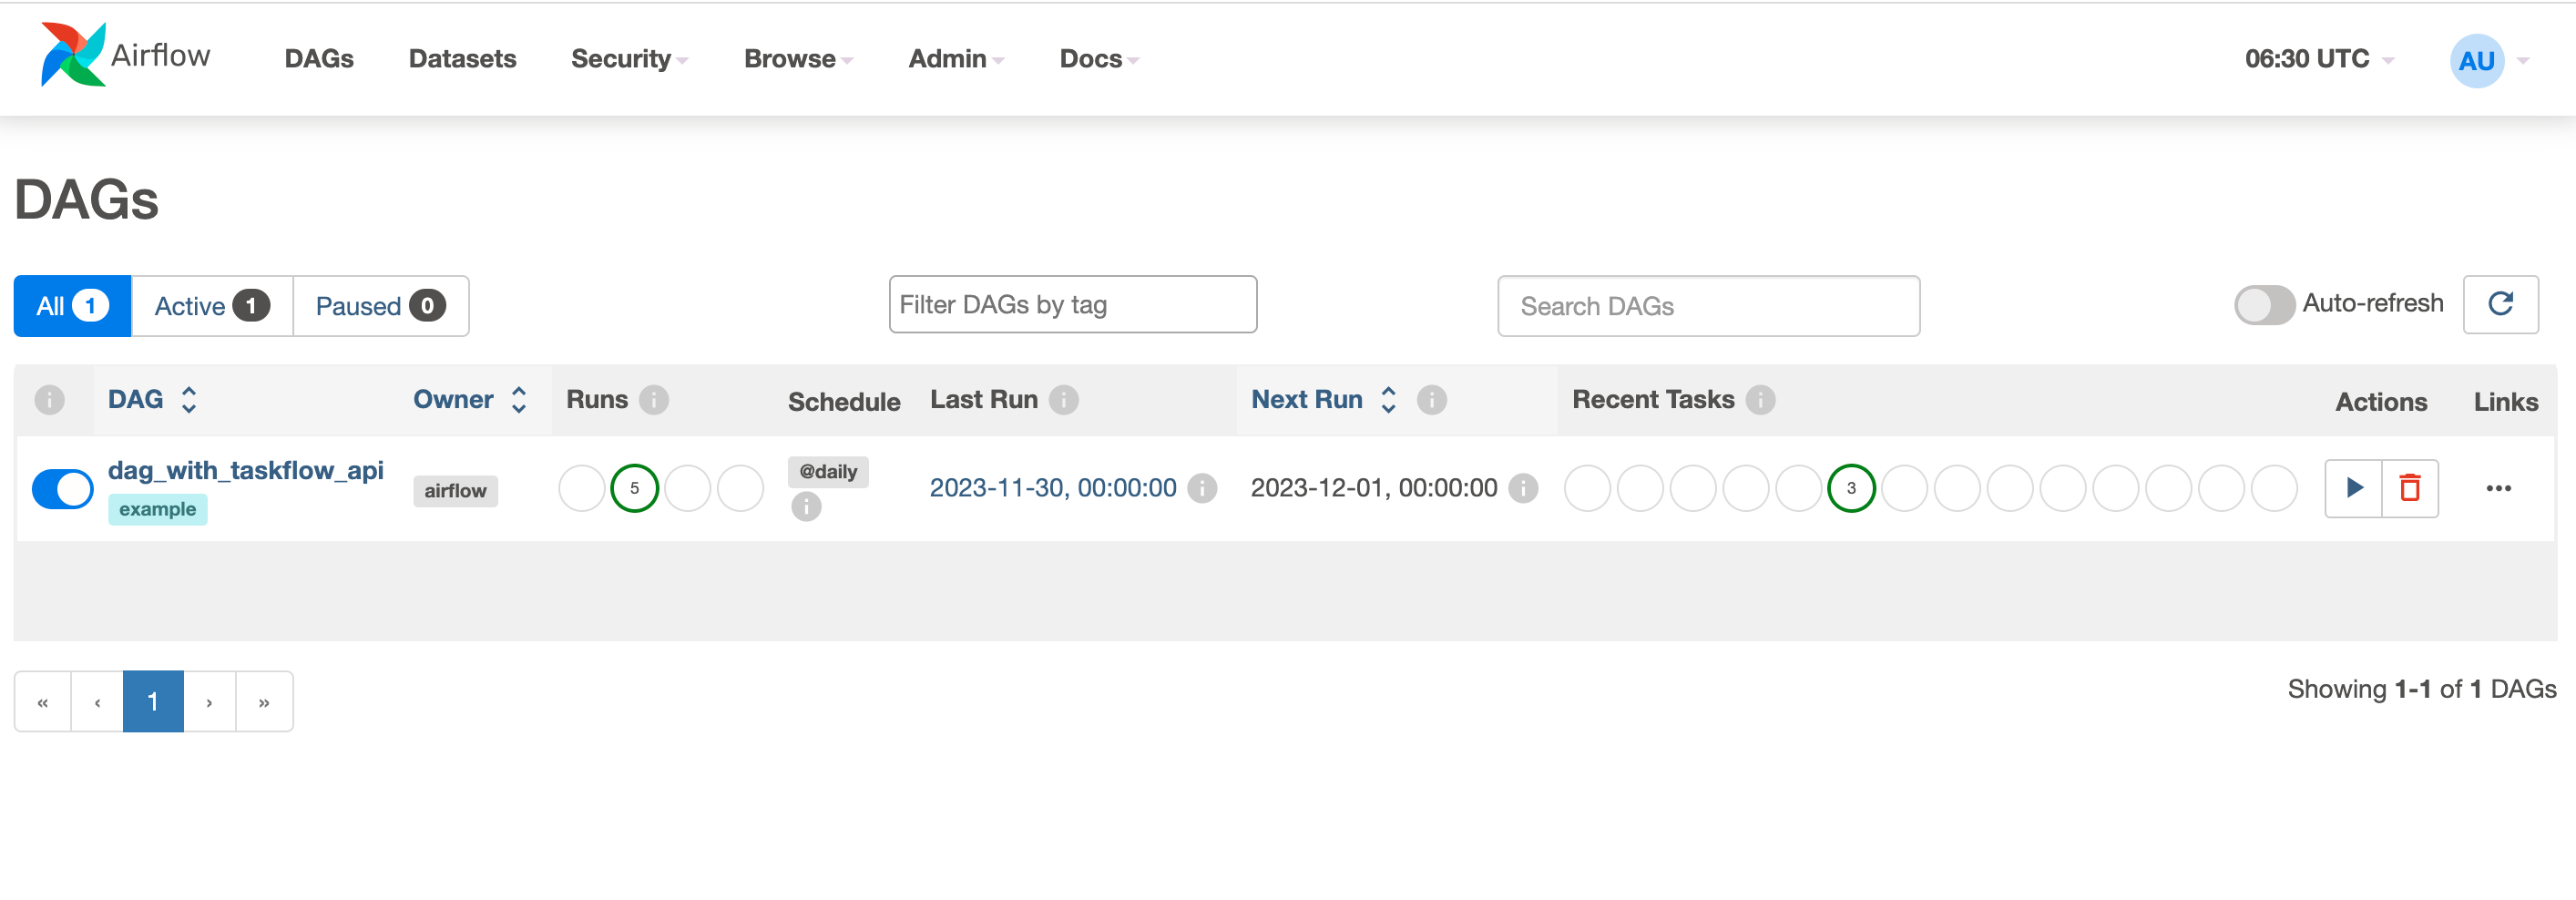 Airflow DAGs Datasets Security Browse Admin Docs 06:30 UTC AU
DAGs
All 1 Active 1 Paused 0 Filter DAGs by tag Search DAGs Auto-refresh
i DAG Owner Runs i Schedule Last Run i Next Run i Recent Tasks i Actions Links
dag_with_taskflow_api airflow 5 @daily 2023-11-30, 00:00:00 i 2023-12-01, 00:00:00 i 3 •••
example i
« ‹ 1 › » Showing 1-1 of 1 DAGs